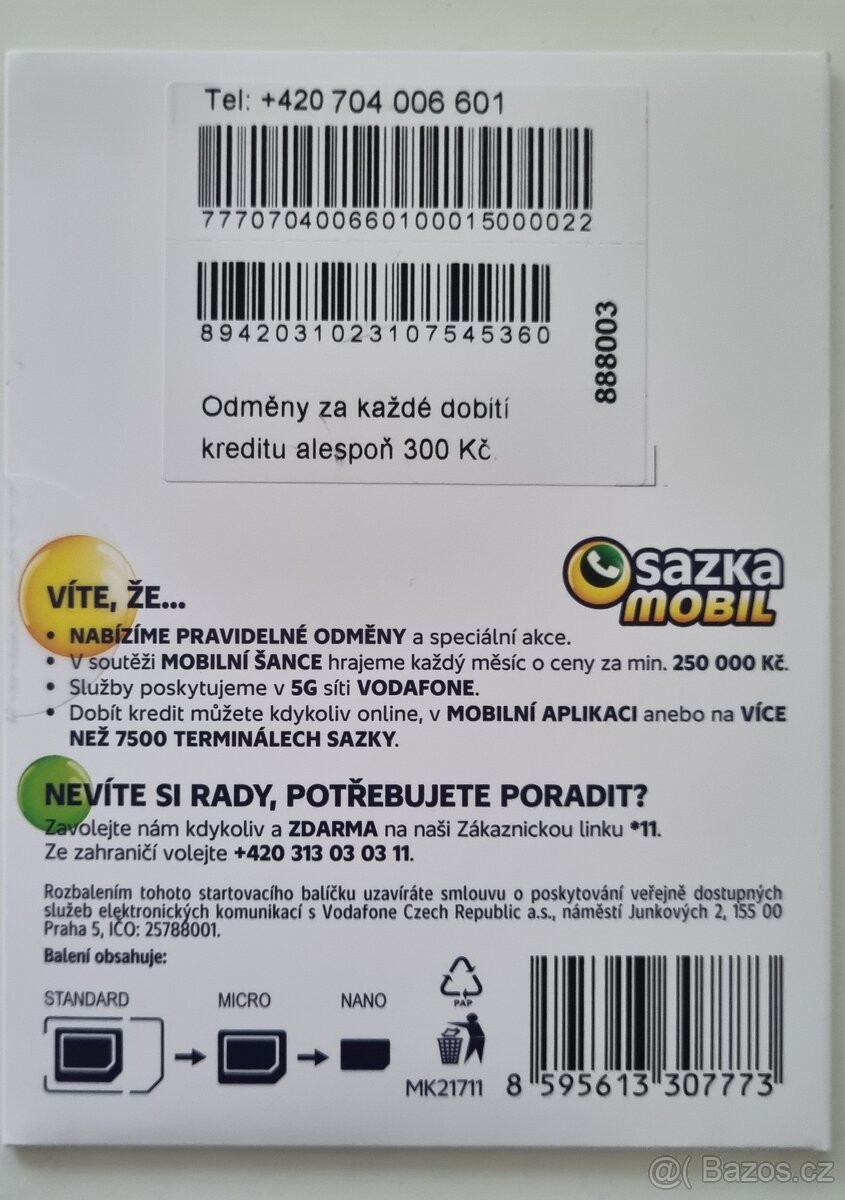 Tel: +420 704 006 601
777070400660100015000022
8942031023107545360
888003
Odměny za každé dobití
kreditu alespoň 300 Kč
sazka
MOBIL
VÍTE, ŽE...
• NABÍZÍME PRAVIDELNÉ ODMĚNY a speciální akce.
• V soutěži MOBILNÍ ŠANCE hrajeme každý měsíc o ceny za min. 250 000 Kč.
• Služby poskytujeme v 5G síti VODAFONE.
• Dobít kredit můžete kdykoliv online, v MOBILNÍ APLIKACI anebo na VÍCE
NEŽ 7500 TERMINÁLECH SAZKY.
NEVÍTE SI RADY, POTŘEBUJETE PORADIT?
Zavolejte nám kdykoliv a ZDARMA na naši Zákaznickou linku *11.
Ze zahraničí volejte +420 313 03 03 11.
Rozbalením tohoto startovacího balíčku uzavíráte smlouvu o poskytování veřejně dostupných
služeb elektronických komunikací s Vodafone Czech Republic a.s., náměstí Junkových 2, 155 00
Praha 5, IČO: 25788001.
Balení obsahuje:
STANDARD MICRO NANO
PAP
MK21711
8 595613 307773
@( Bazos.cz